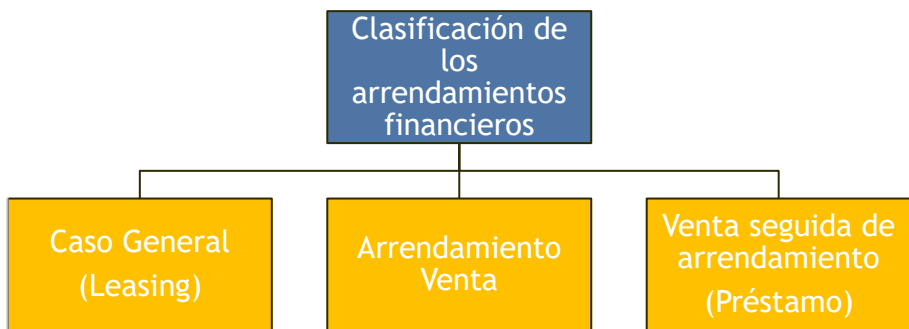 Clasificación de
los
arrendamientos
financieros
Caso General
(Leasing)
Arrendamiento
Venta
Venta seguida de
arrendamiento
(Préstamo)